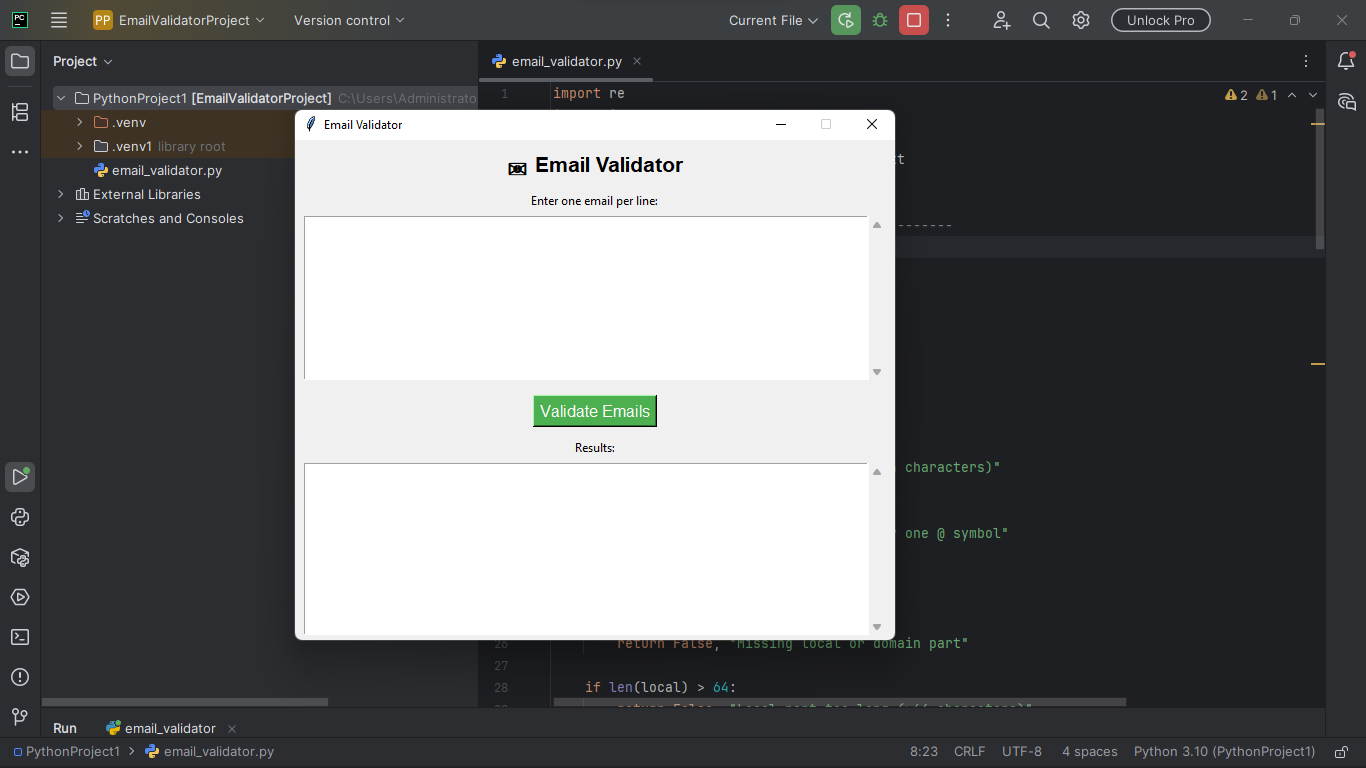 PC
PP EmailValidatorProject
Version control
Current File
Unlock Pro
Project
email_validator.py
PythonProject1 [EmailValidatorProject] C:\Users\Administrato
.venv
.venv1 library root
email_validator.py
External Libraries
Scratches and Consoles
1 import re
2 1
Email Validator
Email Validator
Enter one email per line:
Validate Emails
Results:
-------
characters)"
one @ symbol"
26 return False, "Missing local or domain part"
27
28 if len(local) > 64:
Run
email_validator
PythonProject1 > email_validator.py
8:23 CRLF UTF-8 4 spaces Python 3.10 (PythonProject1)